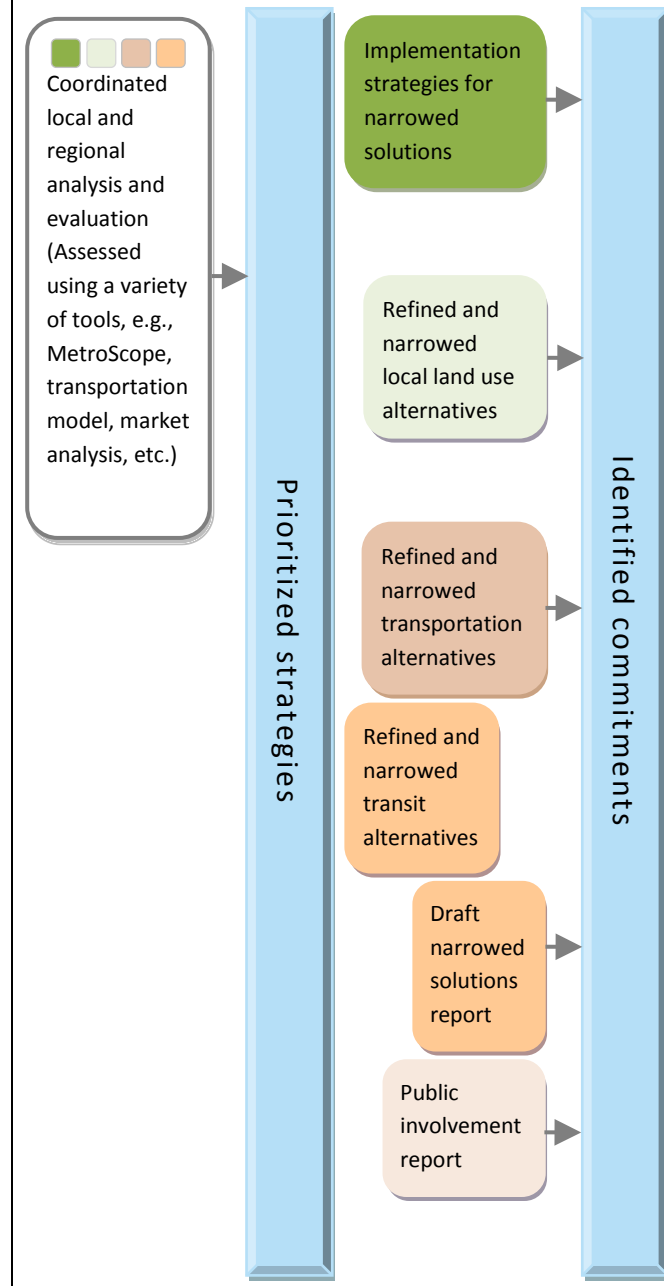 Coordinated
local and
regional
analysis and
evaluation
(Assessed
using a variety
of tools, e.g.,
MetroScope,
transportation
model, market
analysis, etc.)
Prioritized strategies
Implementation
strategies for
narrowed
solutions
Refined and
narrowed
local land use
alternatives
Refined and
narrowed
transportation
alternatives
Refined and
narrowed
transit
alternatives
Draft
narrowed
solutions
report
Public
involvement
report
Identified commitments